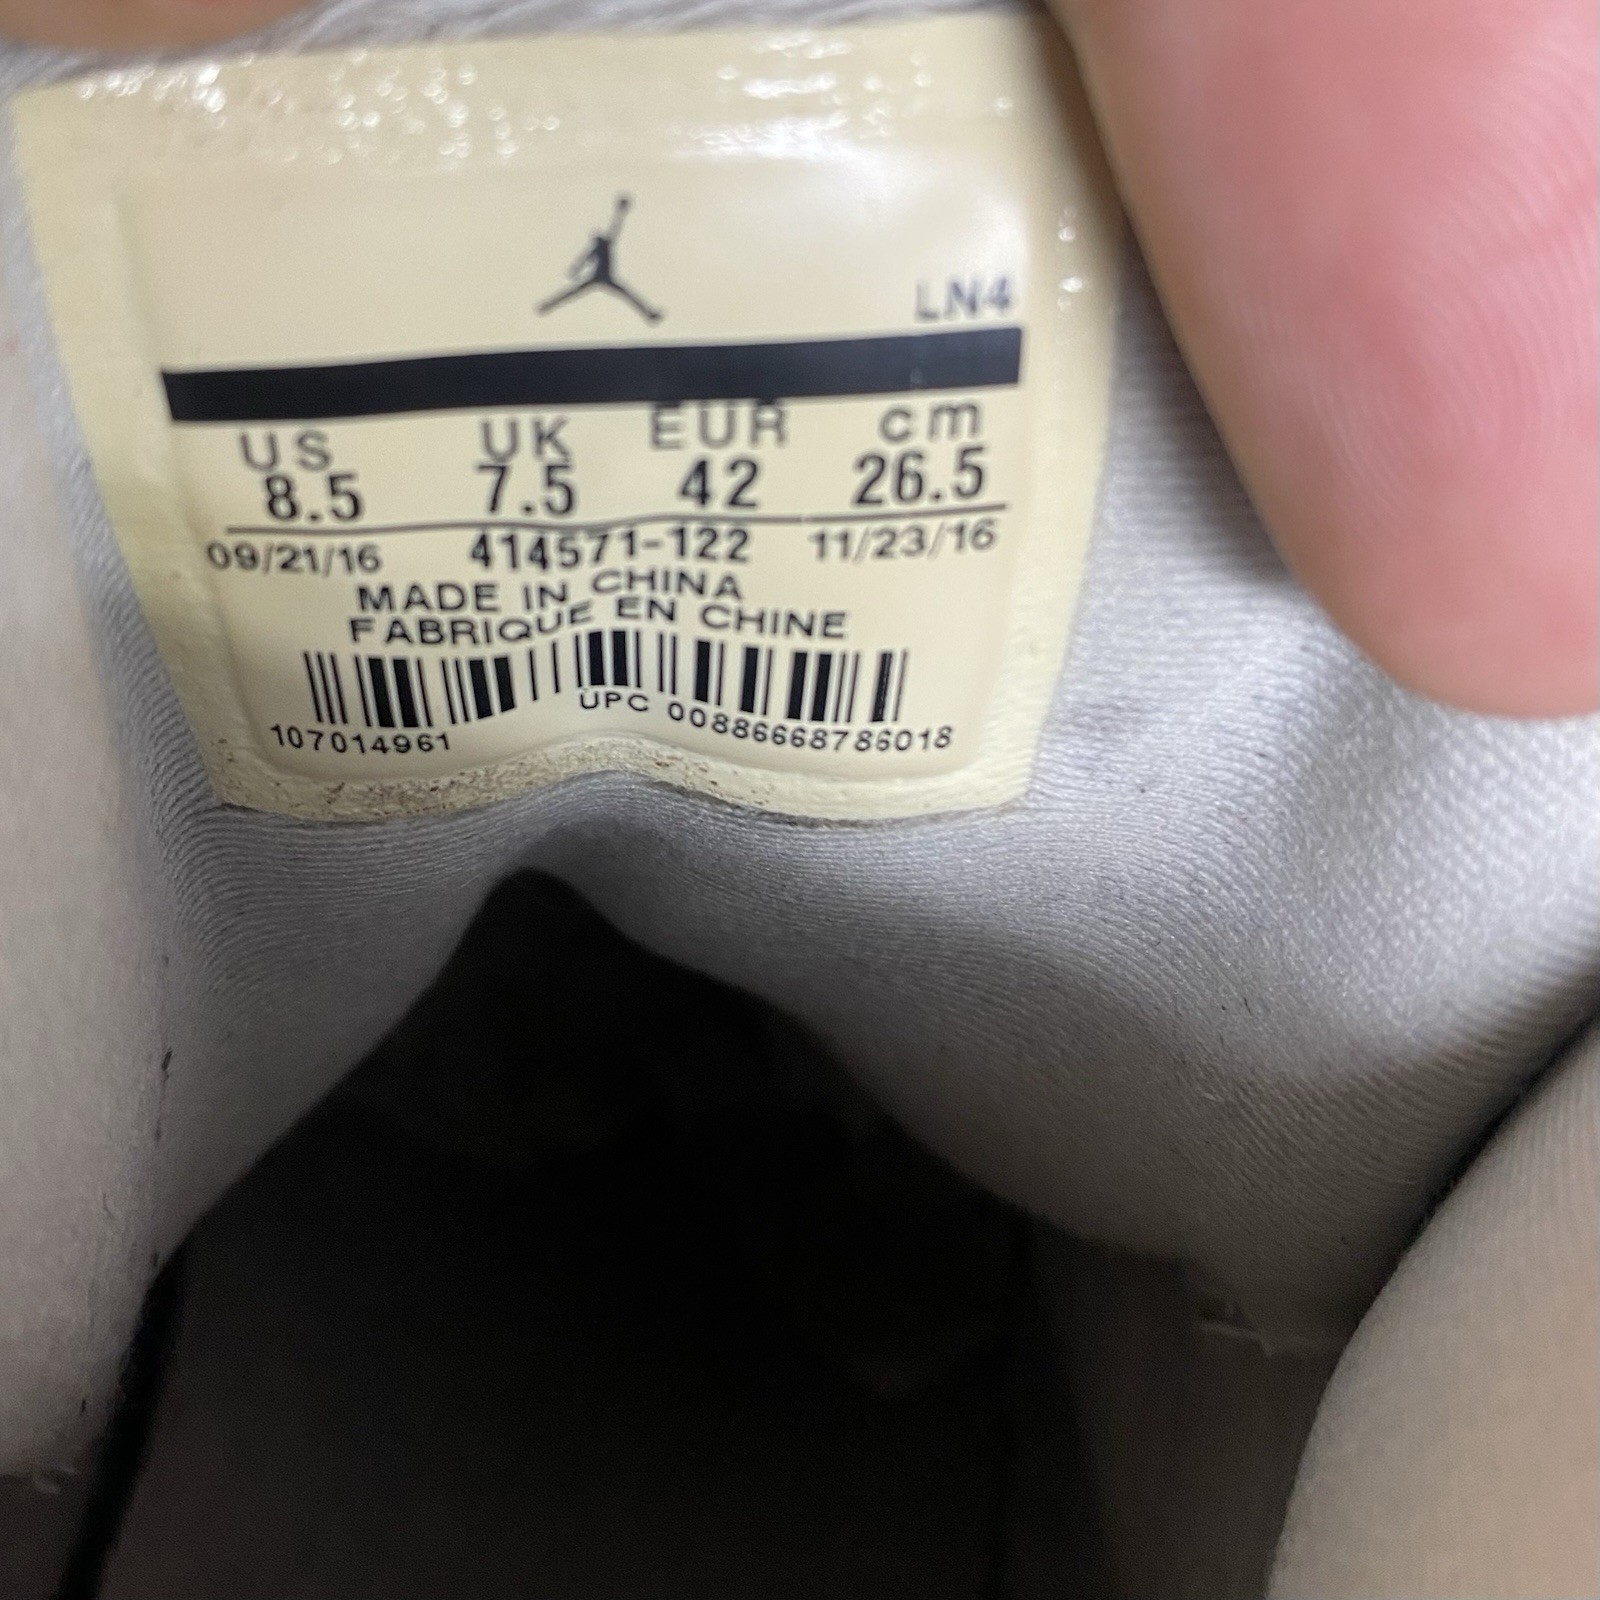 LN4
US UK EUR cm
8.5 7.5 42 26.5
09/21/16 414571-122 11/23/16
MADE IN CHINA
FABRIQUE EN CHINE
107014961 UPC 00886668786018